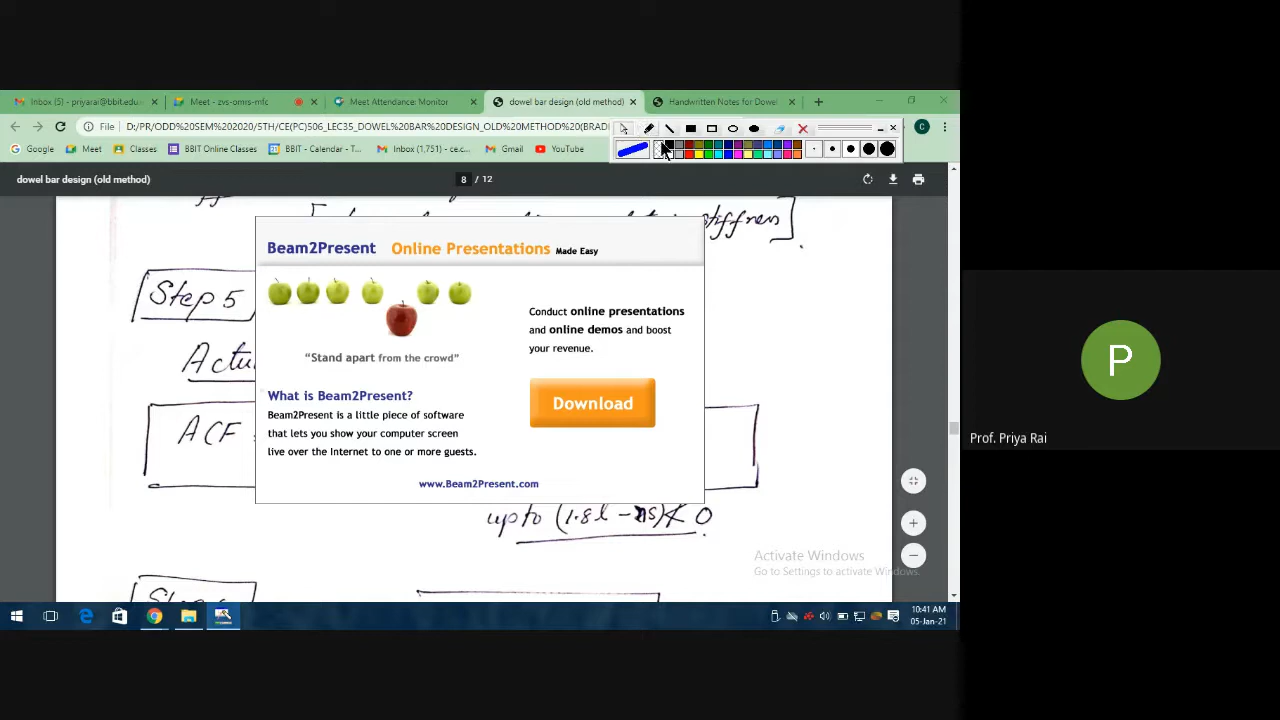 Inbox (5) - priyarar@bbit.edu.
Meet - zvs-omrs-mfc
Meet Attendance: Monitor
dowel bar design (old method)
Handwritten Notes for Dowel
File D:/PR/ODD%20SEM%202020/5TH/CE(PC)506_LEC35_DOWEL%20BAR%20DESIGN_OLD%20METHOD%20(BRAD
Google Meet Classes BBIT Online Classes BBIT - Calendar - T... Inbox (1,751) - ce.c... Gmail YouTube
dowel bar design (old method)
8 / 12
stiffness].
Beam2Present Online Presentations Made Easy
Step 5
Conduct online presentations
and online demos and boost
your revenue.
"Stand apart from the crowd"
Download
What is Beam2Present?
Beam2Present is a little piece of software
that lets you show your computer screen
live over the Internet to one or more guests.
www.Beam2Present.com
ACF
upto (1.8l - ns) ≮ 0
Activate Windows
Go to Settings to activate Windows.
10:41 AM
05-Jan-21
P
Prof. Priya Rai